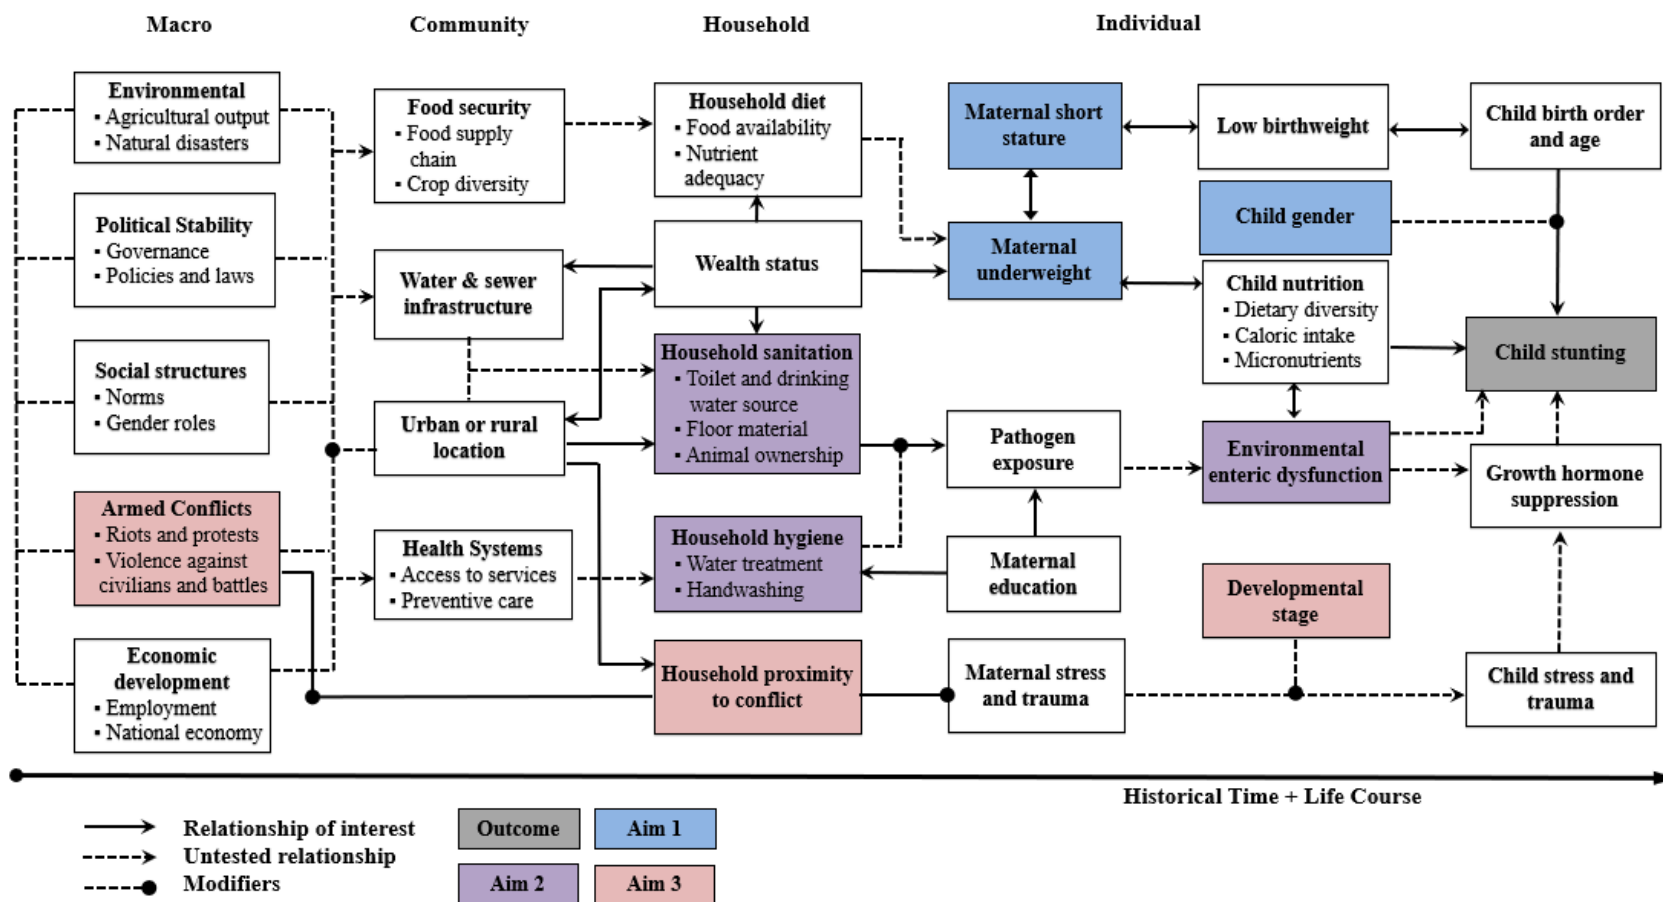 Macro
Community
Household
Individual
Environmental
▪ Agricultural output
▪ Natural disasters
Political Stability
▪ Governance
▪ Policies and laws
Social structures
▪ Norms
▪ Gender roles
Armed Conflicts
▪ Riots and protests
▪ Violence against
civilians and battles
Economic
development
▪ Employment
▪ National economy
Food security
▪ Food supply
chain
▪ Crop diversity
Water & sewer
infrastructure
Urban or rural
location
Health Systems
▪ Access to services
▪ Preventive care
Household diet
▪ Food availability
▪ Nutrient
adequacy
Wealth status
Household sanitation
▪ Toilet and drinking
water source
▪ Floor material
▪ Animal ownership
Household hygiene
▪ Water treatment
▪ Handwashing
Household proximity
to conflict
Maternal short
stature
Maternal
underweight
Pathogen
exposure
Maternal
education
Maternal stress
and trauma
Low birthweight
Child gender
Child nutrition
▪ Dietary diversity
▪ Caloric intake
▪ Micronutrients
Environmental
enteric dysfunction
Developmental
stage
Child birth order
and age
Child stunting
Growth hormone
suppression
Child stress and
trauma
Historical Time + Life Course
Relationship of interest
Untested relationship
Modifiers
Outcome
Aim 1
Aim 2
Aim 3